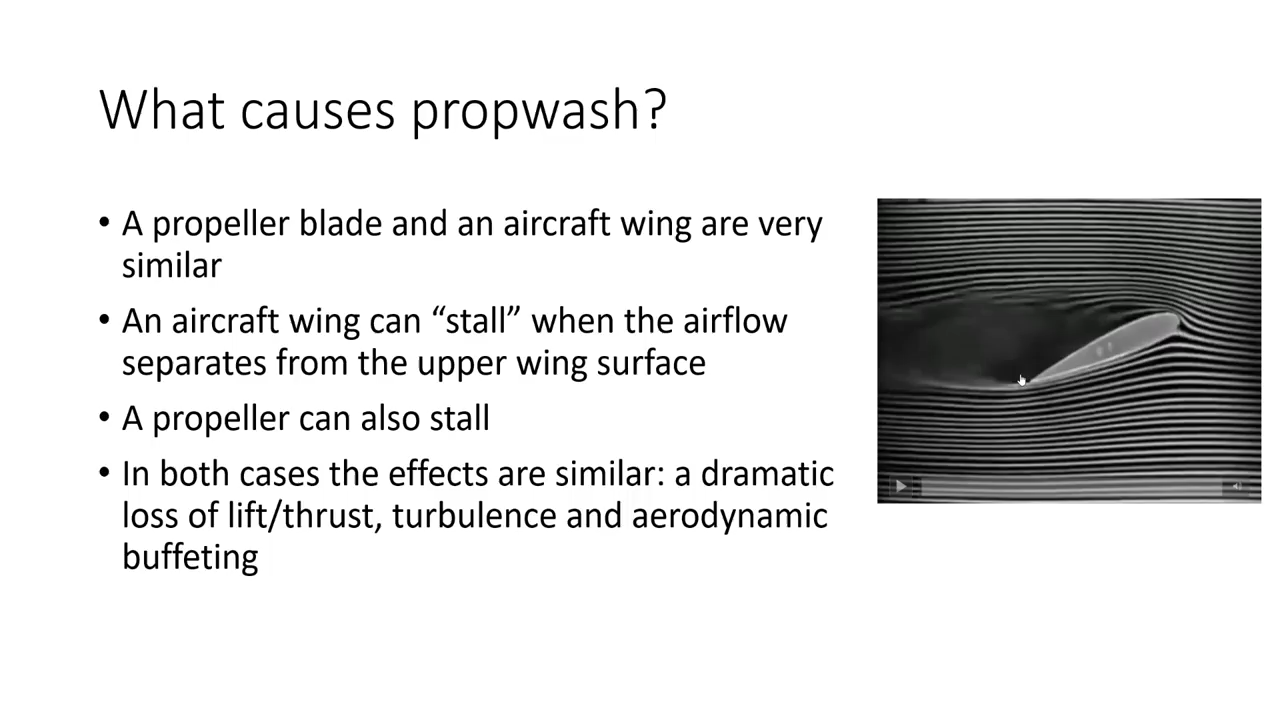 What causes propwash?
• A propeller blade and an aircraft wing are very
similar
• An aircraft wing can “stall” when the airflow
separates from the upper wing surface
• A propeller can also stall
• In both cases the effects are similar: a dramatic
loss of lift/thrust, turbulence and aerodynamic
buffeting